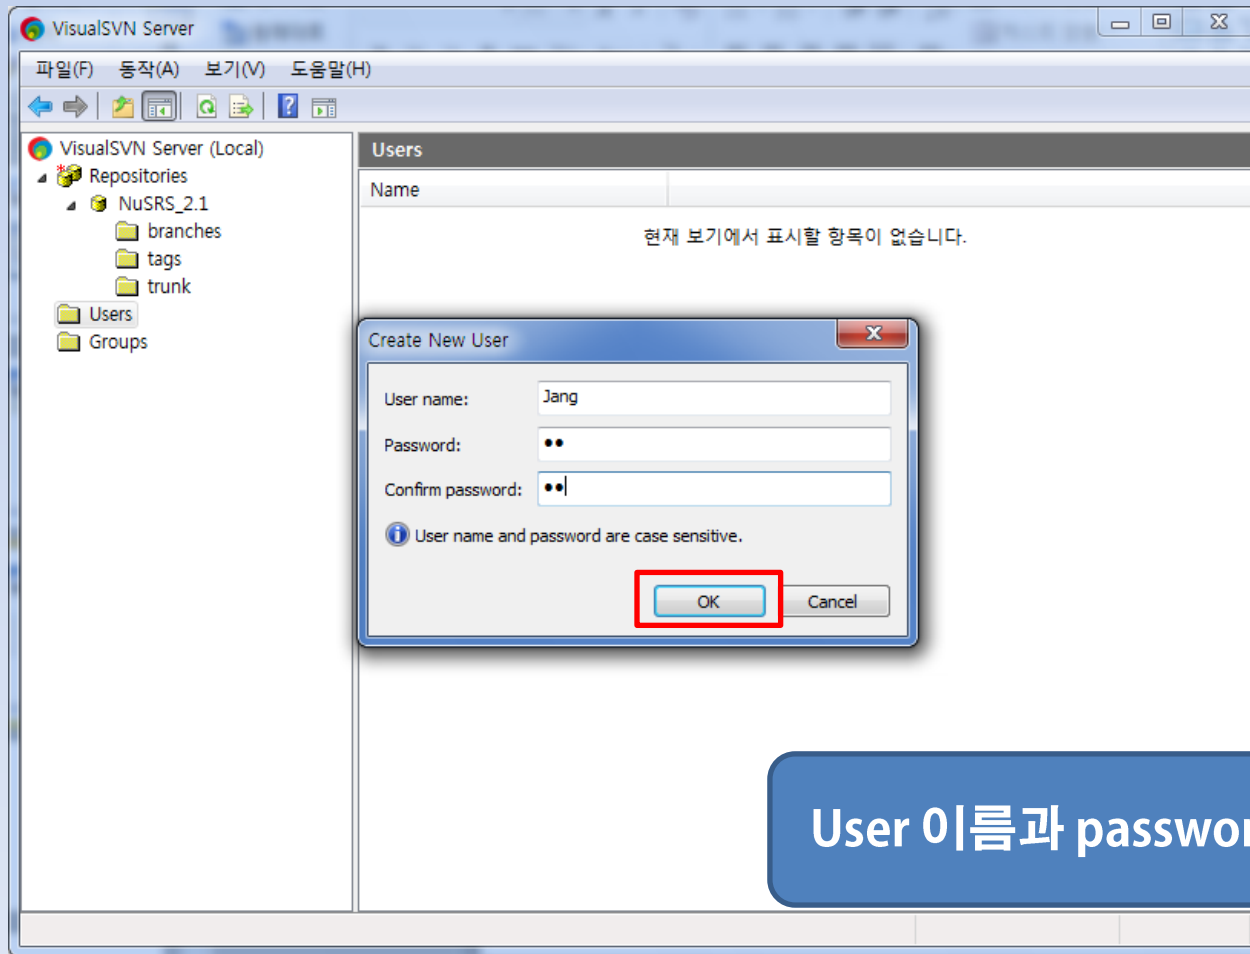 VisualSVN Server
파일(F) 동작(A) 보기(V) 도움말(H)
VisualSVN Server (Local)
Repositories
NuSRS_2.1
branches
tags
trunk
Users
Groups
Users
Name
현재 보기에서 표시할 항목이 없습니다.
Create New User
User name:
Jang
Password:
••
Confirm password:
••
User name and password are case sensitive.
OK
Cancel
User 이름과 passwor